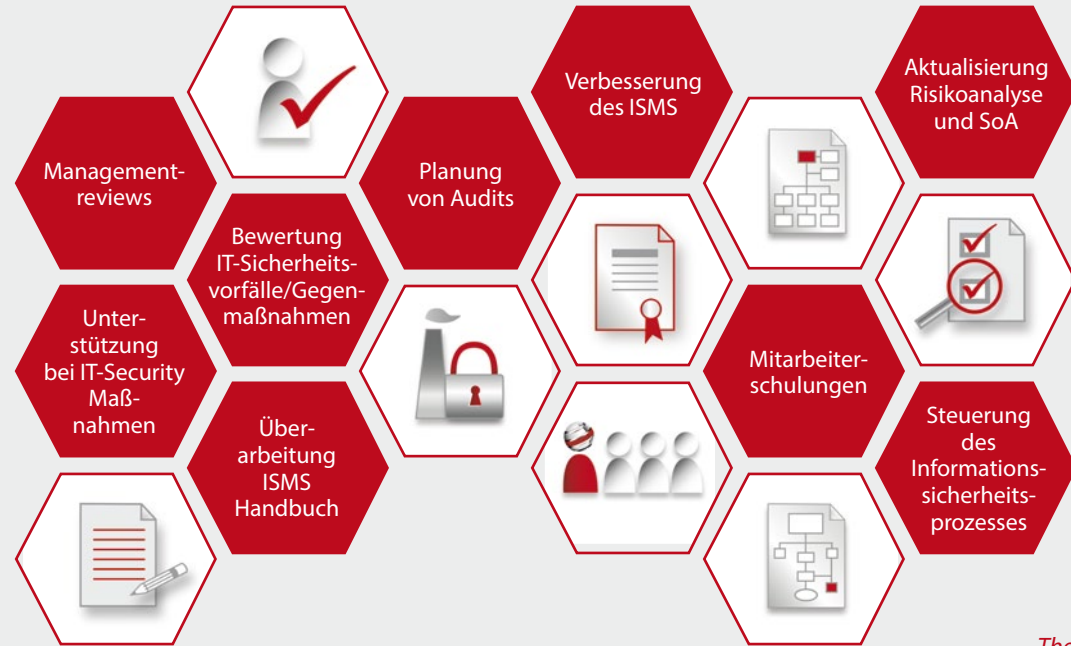 Management-
reviews
Unter-
stützung
bei IT-Security
Maß-
nahmen
Bewertung
IT-Sicherheits-
vorfälle/Gegen-
maßnahmen
Über-
arbeitung
ISMS
Handbuch
Planung
von Audits
Verbesserung
des ISMS
Mitarbeiter-
schulungen
Aktualisierung
Risikoanalyse
und SoA
Steuerung
des
Informations-
sicherheits-
prozesses